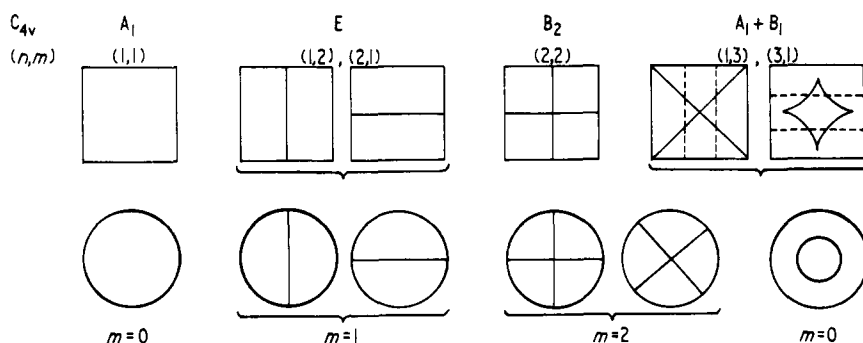 C4v A1 E B2 A1 + B1
(n,m) (1,1) (1,2) , (2,1) (2,2) (1,3) , (3,1)
m=0 m=1 m=2 m=0